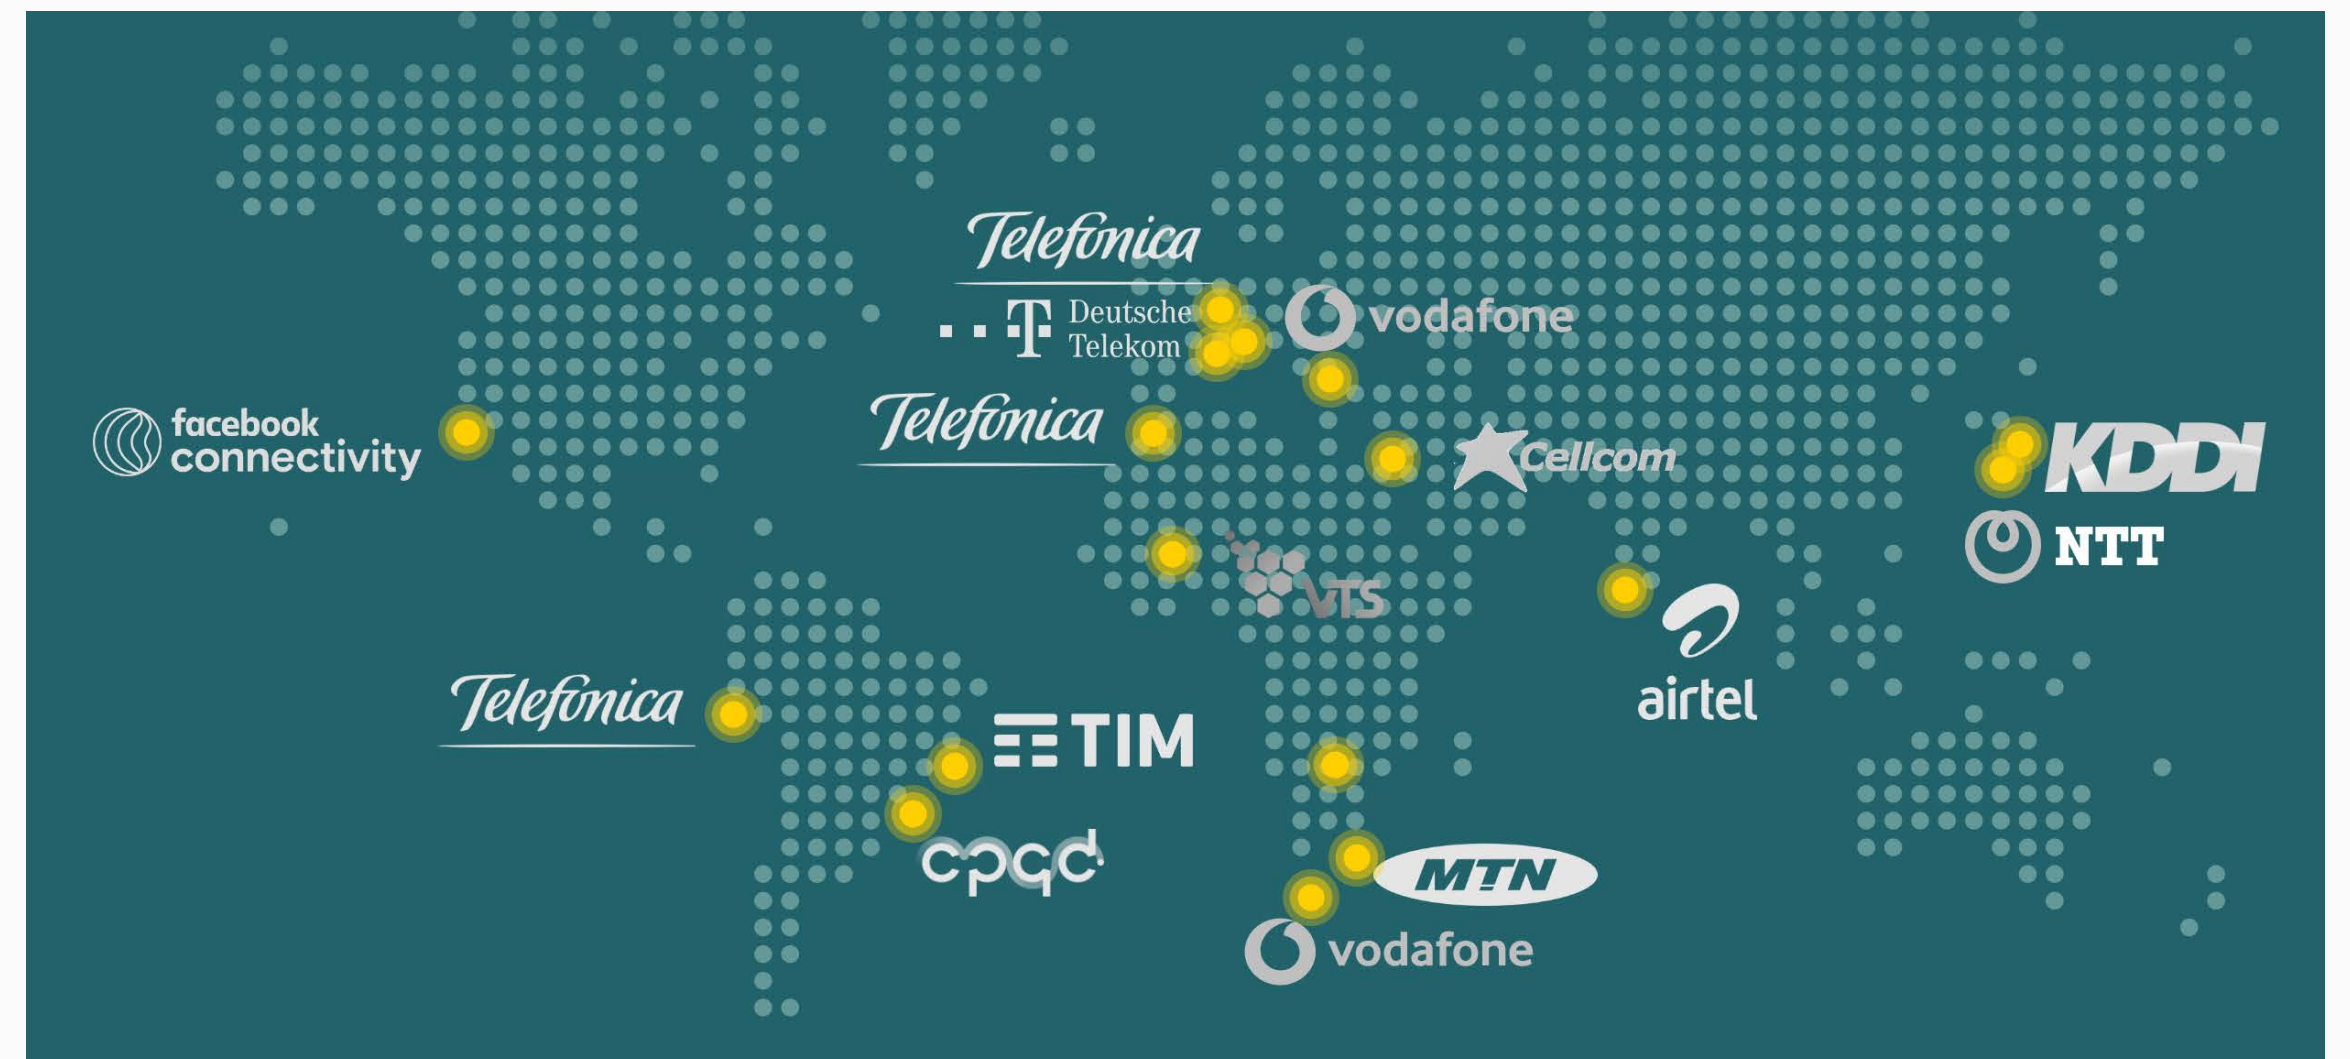 Telefónica
Deutsche
Telekom
vodafone
facebook
connectivity
Telefónica
Cellcom
KDDI
NTT
VTS
airtel
Telefónica
TIM
cpqd
MTN
vodafone